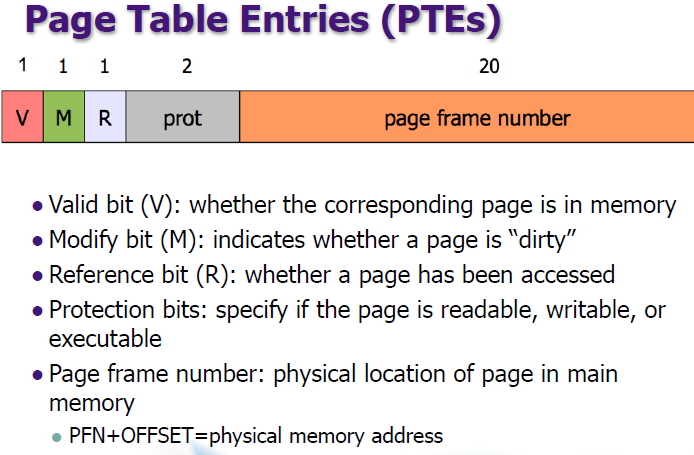 Page Table Entries (PTEs)
1 1 1 2 20
V M R prot page frame number
● Valid bit (V): whether the corresponding page is in memory
● Modify bit (M): indicates whether a page is “dirty”
● Reference bit (R): whether a page has been accessed
● Protection bits: specify if the page is readable, writable, or
executable
● Page frame number: physical location of page in main
memory
● PFN+OFFSET=physical memory address